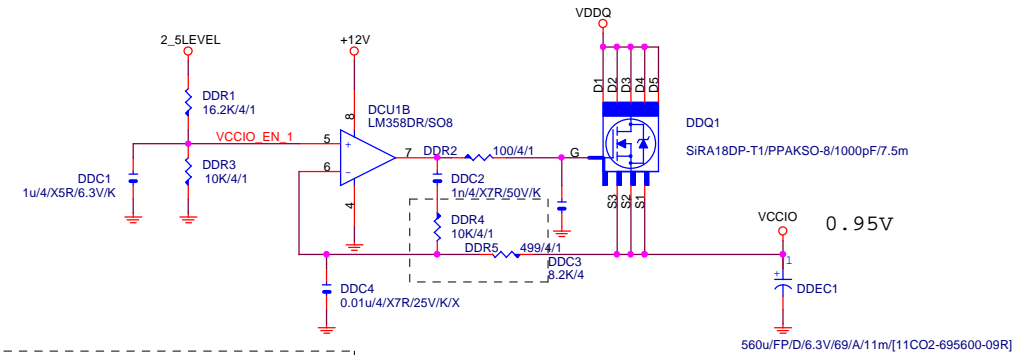 VDDQ
2_5LEVEL
+12V
D1
D2
D3
D4
D5
DDR1
16.2K/4/1
8
DCU1B
LM358DR/SO8
DDQ1
SiRA18DP-T1/PPAKSO-8/1000pF/7.5m
VCCIO_EN_1
5
+
7
DDR2
100/4/1
G
6
-
DDR3
10K/4/1
DDC1
1u/4/X5R/6.3V/K
DDC2
1n/4/X7R/50V/K
4
S3
S2
S1
DDR4
10K/4/1
VCCIO
0.95V
DDR5
499/4/1
DDC3
8.2K/4
1
+
DDC4
0.01u/4/X7R/25V/K/X
DDEC1
560u/FP/D/6.3V/69/A/11m/[11CO2-695600-09R]